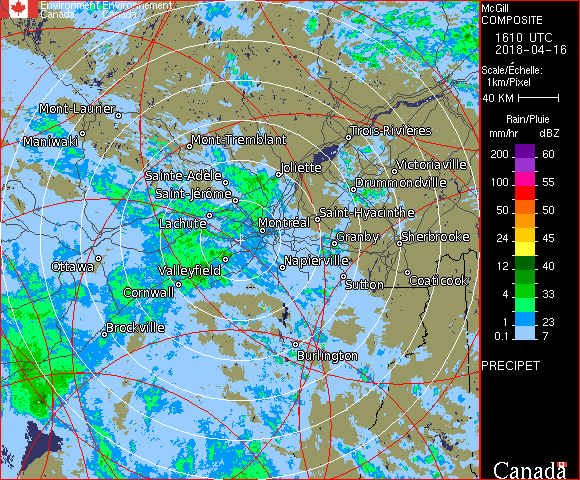 Environment Environnement
Canada Canada
Mont-Laurier
Maniwaki
Mont-Tremblant
Trois-Rivières
Joliette
Victoriaville
Sainte-Adèle
Drummondville
Saint-Jérôme
Saint-Hyacinthe
Lachute
Montréal
Granby
Sherbrooke
Ottawa
Valleyfield
Napierville
Sutton
Coaticook
Cornwall
Brockville
Burlington
McGill
COMPOSITE
1610 UTC
2018-04-16
Scale/Échelle:
1km/Pixel
40 KM
Rain/Pluie
mm/hr dBZ
200 60
100 55
50 50
24 45
12 40
4 33
1 23
0.1 7
PRECIPET
Canada